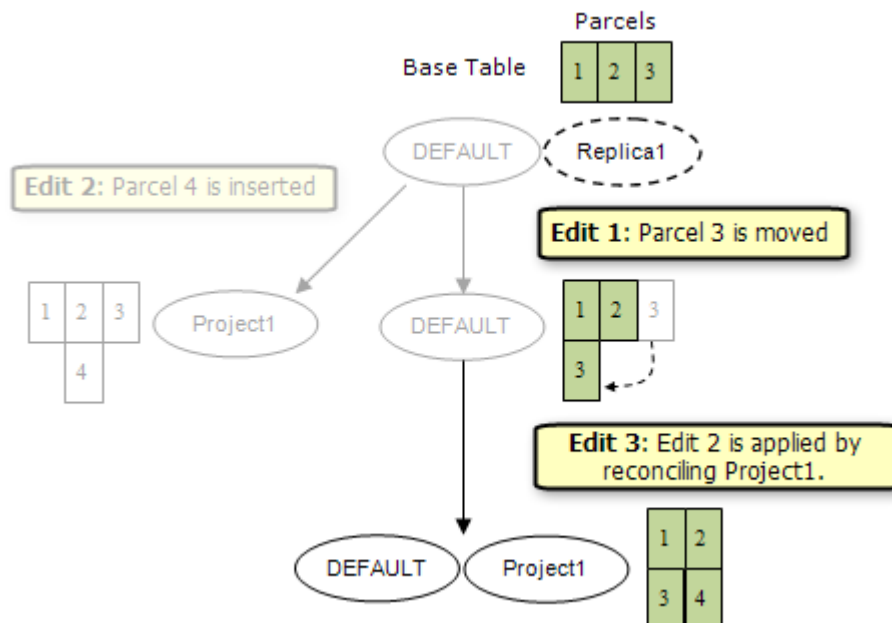 Parcels
Base Table
1 2 3
DEFAULT
Replica1
Edit 2: Parcel 4 is inserted
Edit 1: Parcel 3 is moved
1 2 3
4
Project1
DEFAULT
1 2 3
3
Edit 3: Edit 2 is applied by
reconciling Project1.
DEFAULT
Project1
1 2
3 4